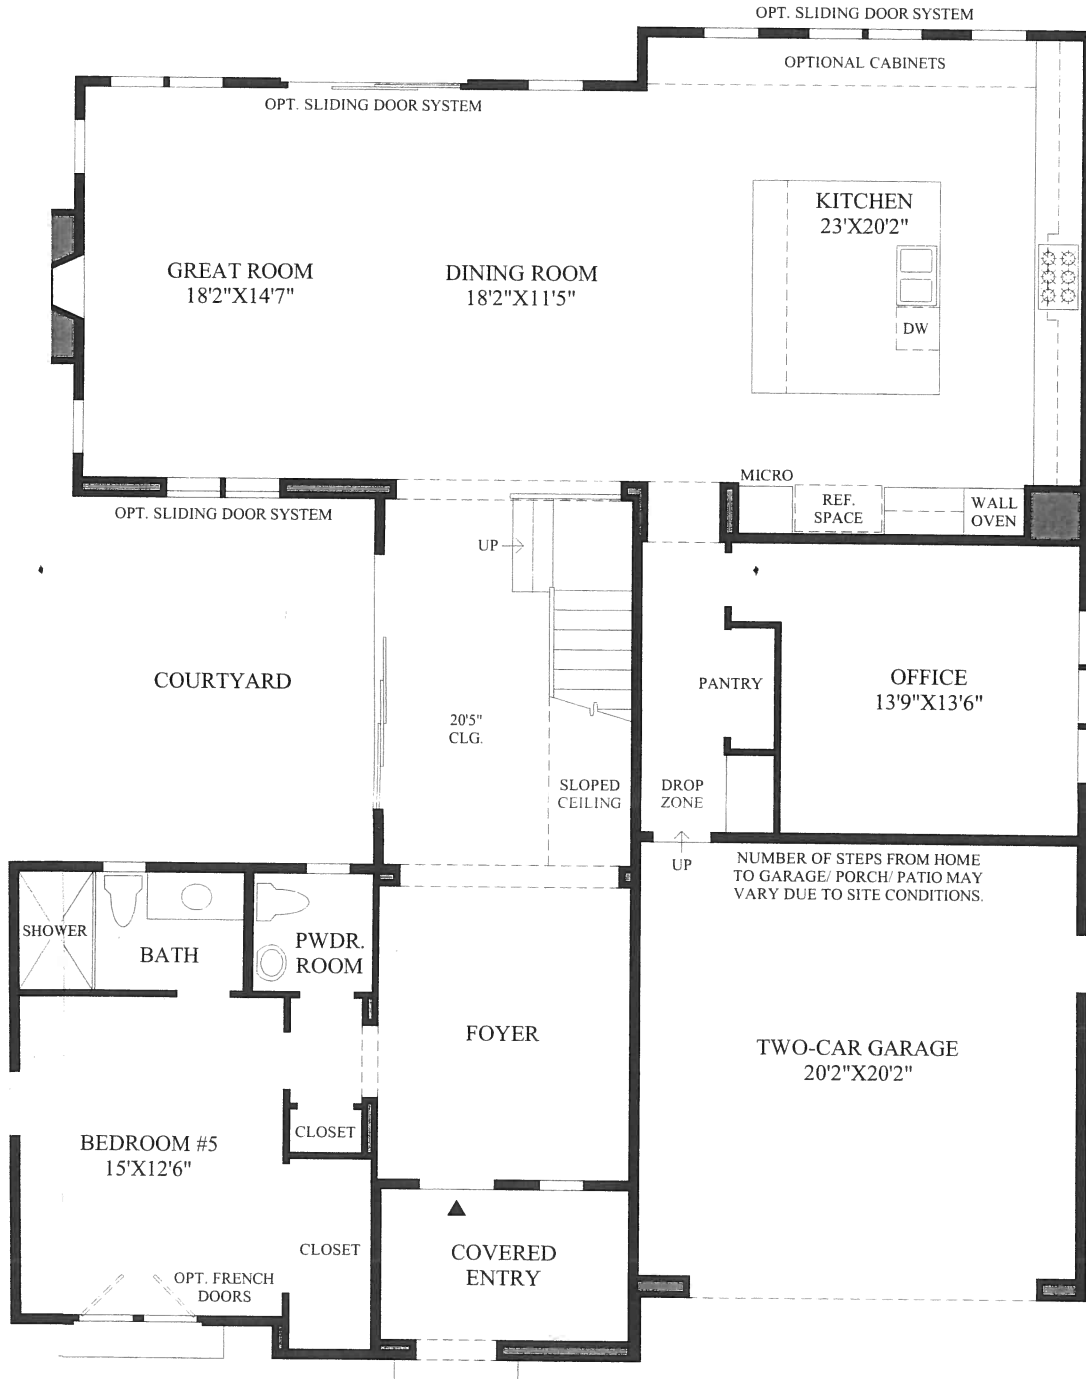 OPT. SLIDING DOOR SYSTEM
OPTIONAL CABINETS
OPT. SLIDING DOOR SYSTEM
KITCHEN
23'X20'2"
GREAT ROOM
18'2"X14'7"
DINING ROOM
18'2"X11'5"
DW
MICRO
REF.
SPACE
WALL
OVEN
OPT. SLIDING DOOR SYSTEM
UP
COURTYARD
PANTRY
OFFICE
13'9"X13'6"
20'5"
CLG.
SLOPED
CEILING
DROP
ZONE
UP
NUMBER OF STEPS FROM HOME
TO GARAGE/ PORCH/ PATIO MAY
VARY DUE TO SITE CONDITIONS.
SHOWER
BATH
PWDR.
ROOM
FOYER
TWO-CAR GARAGE
20'2"X20'2"
CLOSET
BEDROOM #5
15'X12'6"
CLOSET
COVERED
ENTRY
OPT. FRENCH
DOORS